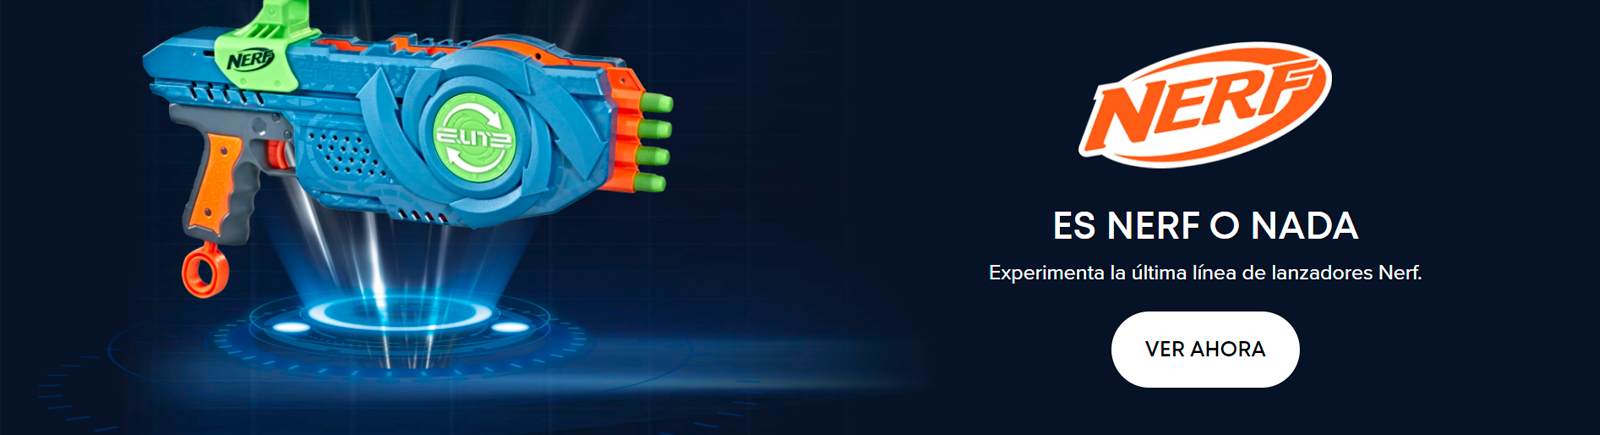 NERF
ELITE
NERF
ES NERF O NADA
Experimenta la última línea de lanzadores Nerf.
VER AHORA